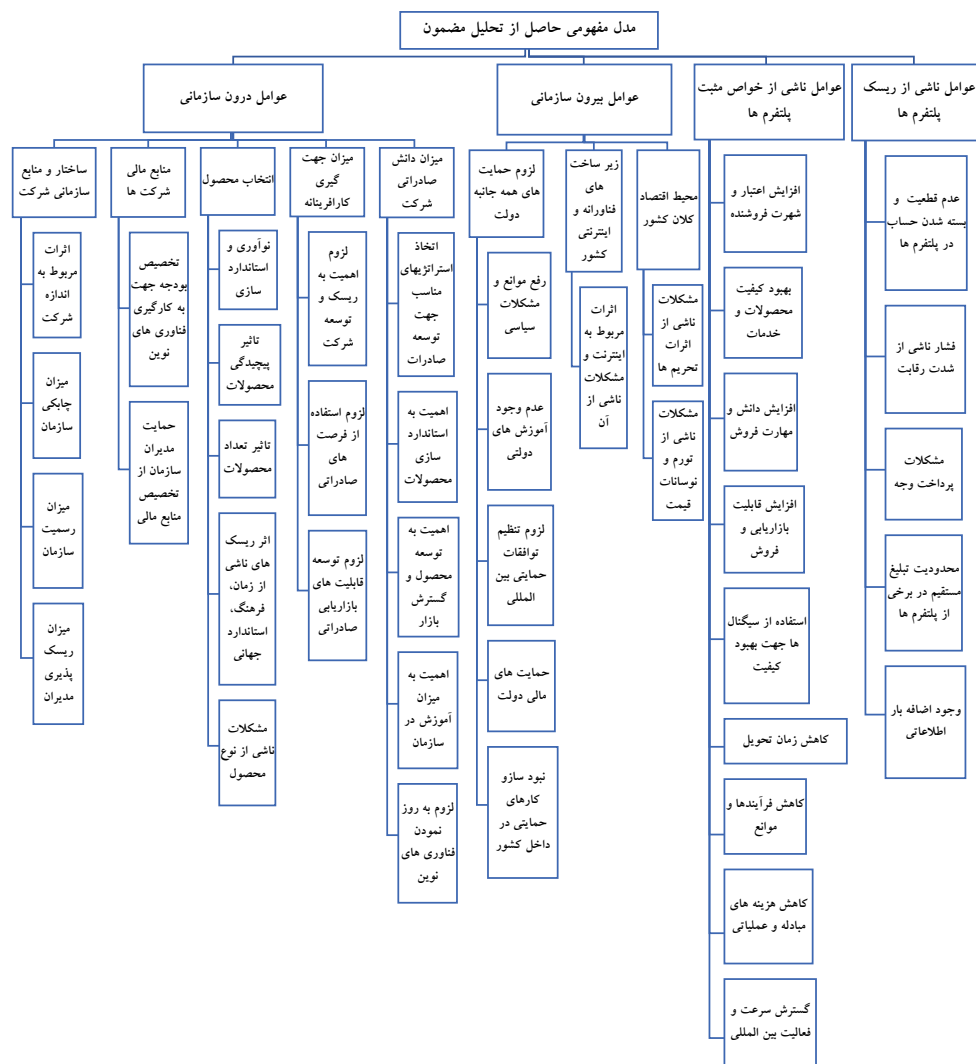 مدل مفهومی حاصل از تحلیل مضمون
عوامل ناشی از ریسک
پلتفرم ها
عدم قطعیت و
بسته شدن حساب
در پلتفرم ها
فشار ناشی از
شدت رقابت
مشکلات
پرداخت وجه
محدودیت تبلیغ
مستقیم در برخی
از پلتفرم ها
وجود اضافه بار
اطلاعاتی
عوامل ناشی از خواص مثبت
پلتفرم ها
افزایش اعتبار و
شهرت فروشنده
بهبود کیفیت
محصولات و
خدمات
افزایش دانش و
مهارت فروش
افزایش قابلیت
بازاریابی و
فروش
استفاده از سیگنال
ها جهت بهبود
کیفیت
کاهش زمان تحویل
کاهش فرآیندها و
موانع
کاهش هزینه های
مبادله و عملیاتی
گسترش سرعت و
فعالیت بین المللی
عوامل بیرون سازمانی
محیط اقتصاد
کلان کشور
مشکلات
ناشی از
اثرات
تحریم ها
مشکلات
ناشی از
تورم و
نوسانات
قیمت
زیر ساخت
های
فناورانه و
اینترنتی
کشور
اثرات
مربوط به
اینترنت و
مشکلات
ناشی از
آن
لزوم حمایت
های همه جانبه
دولت
رفع موانع و
مشکلات
سیاسی
عدم وجود
آموزش های
دولتی
لزوم تنظیم
توافقات
حمایتی بین
المللی
حمایت های
مالی دولت
نبود سازو
کارهای
حمایتی در
داخل کشور
عوامل درون سازمانی
میزان دانش
صادراتی
شرکت
اتخاذ
استراتژیهای
مناسب
جهت
توسعه
صادرات
اهمیت به
استاندارد
سازی
محصولات
اهمیت به
توسعه
محصول و
گسترش
بازار
اهمیت به
میزان
آموزش در
سازمان
لزوم به روز
نمودن
فناوری های
نوین
میزان جهت
گیری
کارافرینانه
لزوم
اهمیت به
ریسک و
توسعه
شرکت
لزوم استفاده
از فرصت
های
صادراتی
لزوم توسعه
قابلیت های
بازاریابی
صادراتی
انتخاب محصول
نوآوری و
استاندارد
سازی
تاثیر
پیچیدگی
محصولات
تاثیر تعداد
محصولات
اثر ریسک
های ناشی
از زمان،
فرهنگ،
استاندارد
جهانی
مشکلات
ناشی از نوع
محصول
منابع مالی
شرکت ها
تخصیص
بودجه جهت
به کارگیری
فناوری های
نوین
حمایت
مدیران
سازمان از
تخصیص
منابع مالی
ساختار و منابع
سازمانی شرکت
اثرات
مربوط به
اندازه
شرکت
میزان
چابکی
سازمان
میزان
رسمیت
سازمان
میزان
ریسک
پذیری
مدیران